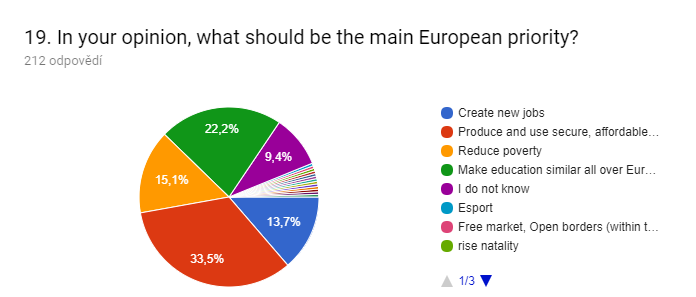 19. In your opinion, what should be the main European priority?
212 odpovědí
22,2%
9,4%
15,1%
13,7%
33,5%
Create new jobs
Produce and use secure, affordable…
Reduce poverty
Make education similar all over Eur…
I do not know
Esport
Free market, Open borders (within t…
rise natality
1/3